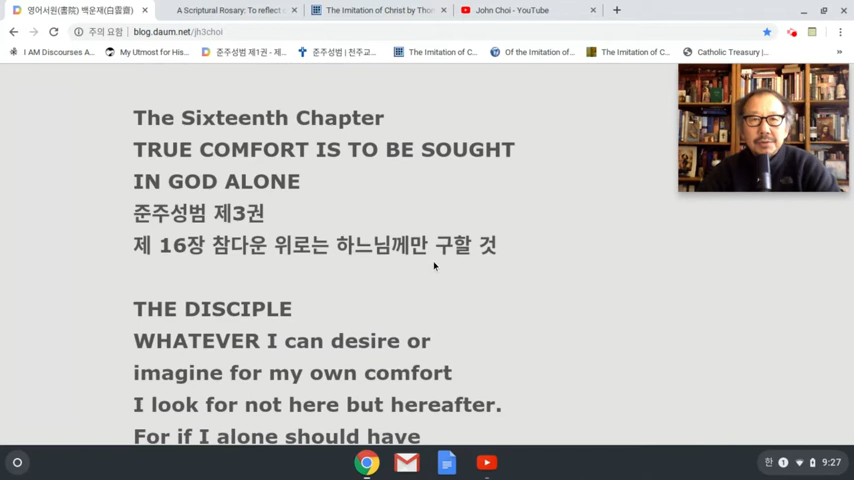 영어서원(書院) 백운재(白雲齋)
A Scriptural Rosary: To reflect
The Imitation of Christ by Thor
John Choi - YouTube
주의 요함
blog.daum.net/jh3choi
I AM Discourses A...
My Utmost for His...
준주성범 제1권 - 제...
준주성범 | 천주교...
The Imitation of C...
Of the Imitation of...
The Imitation of C...
Catholic Treasury |...
The Sixteenth Chapter
TRUE COMFORT IS TO BE SOUGHT
IN GOD ALONE
준주성범 제3권
제 16장 참다운 위로는 하느님께만 구할 것
THE DISCIPLE
WHATEVER I can desire or
imagine for my own comfort
I look for not here but hereafter.
For if I alone should have
한
1
9:27